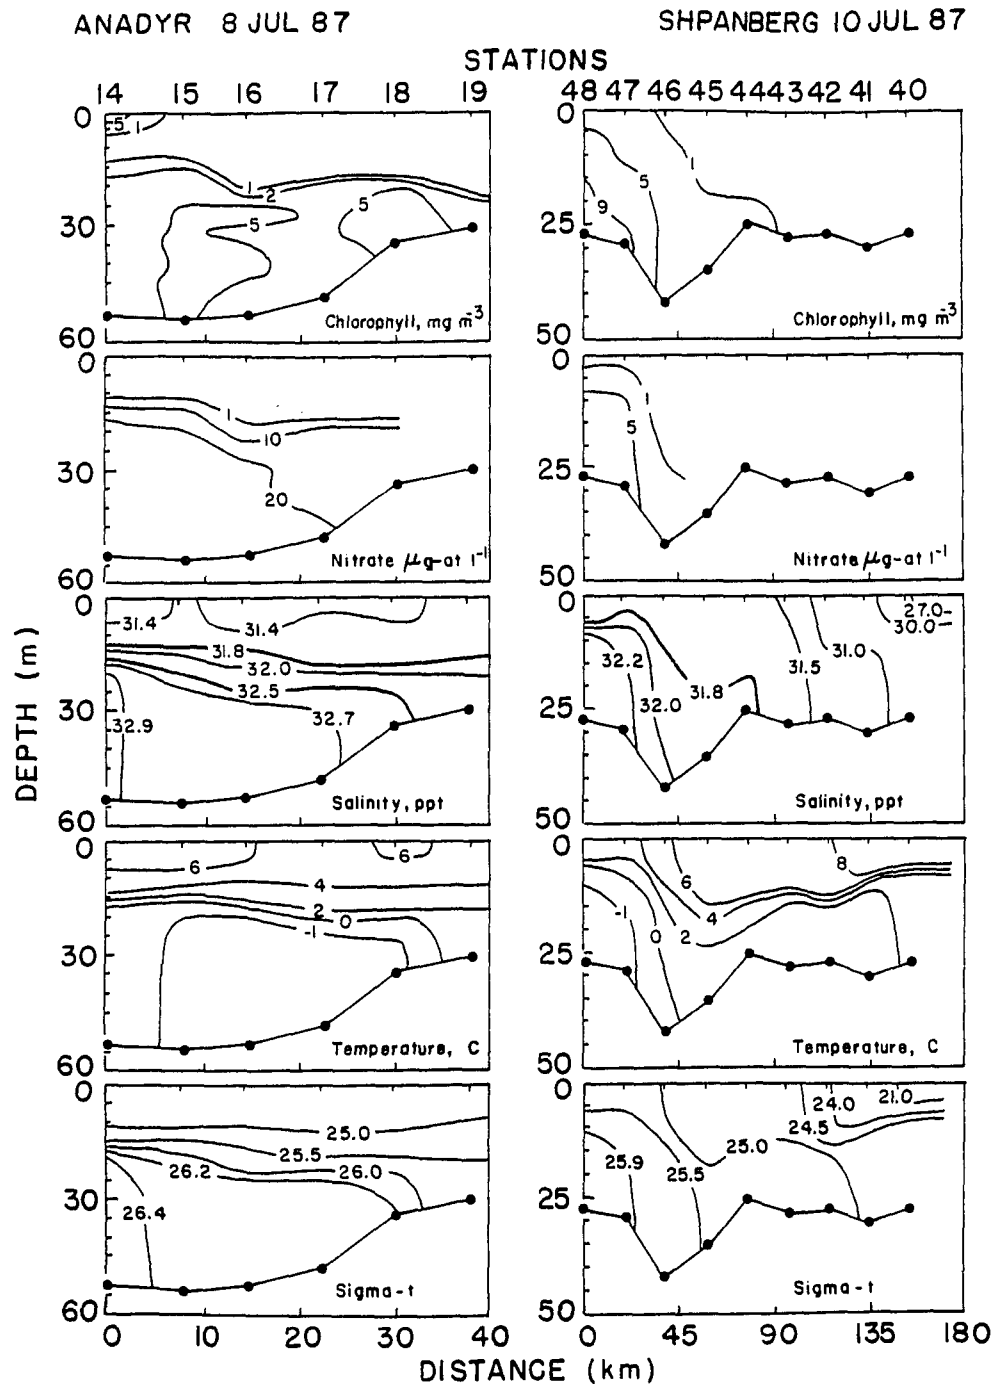 ANADYR 8 JUL 87 SHPANBERG 10 JUL 87
STATIONS
14 15 16 17 18 19 48 47 46 45 44 43 42 41 40
0 5 1 1 2 5 5 30 60 Chlorophyll, mg m⁻³
0 1 5 9 25 50 Chlorophyll, mg m⁻³
0 1 10 20 30 60 Nitrate µg-at l⁻¹
0 1 5 25 50 Nitrate µg-at l⁻¹
DEPTH (m)
0 31.4 31.4 31.8 32.0 32.5 32.7 32.9 30 60 Salinity, ppt
0 27.0 30.0 31.0 31.5 32.2 32.0 31.8 25 50 Salinity, ppt
0 6 6 4 2 0 -1 30 60 Temperature, C
0 8 6 4 2 0 -1 25 50 Temperature, C
0 25.0 25.5 26.2 26.0 26.4 30 60 Sigma-t
0 21.0 24.0 24.5 25.0 25.9 25.5 25 50 Sigma-t
0 10 20 30 40 0 45 90 135 180
DISTANCE (km)